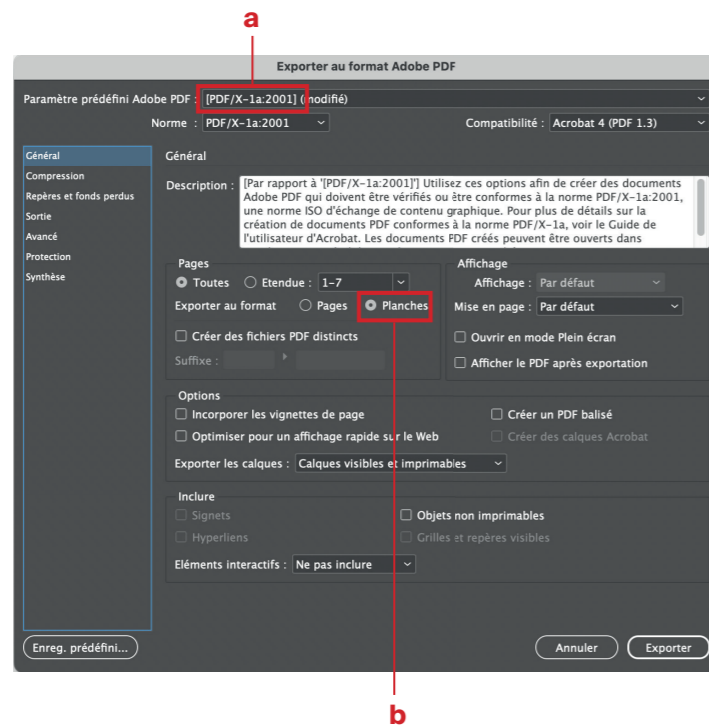 a
Exporter au format Adobe PDF
Paramètre prédéfini Adobe PDF : [PDF/X-1a:2001] (modifié)
Norme : PDF/X-1a:2001 Compatibilité : Acrobat 4 (PDF 1.3)
Général
Compression
Repères et fonds perdus
Sortie
Avancé
Protection
Synthèse
Général
Description : [Par rapport à '[PDF/X-1a:2001]'] Utilisez ces options afin de créer des documents
Adobe PDF qui doivent être vérifiés ou être conformes à la norme PDF/X-1a:2001,
une norme ISO d'échange de contenu graphique. Pour plus de détails sur la
création de documents PDF conformes à la norme PDF/X-1a, voir le Guide de
l'utilisateur d'Acrobat. Les documents PDF créés peuvent être ouverts dans
Pages
Toutes Etendue : 1-7
Exporter au format Pages Planches
Créer des fichiers PDF distincts
Suffixe :
Affichage
Affichage : Par défaut
Mise en page : Par défaut
Ouvrir en mode Plein écran
Afficher le PDF après exportation
Options
Incorporer les vignettes de page Créer un PDF balisé
Optimiser pour un affichage rapide sur le Web Créer des calques Acrobat
Exporter les calques : Calques visibles et imprimables
Inclure
Signets Objets non imprimables
Hyperliens Grilles et repères visibles
Eléments interactifs : Ne pas inclure
Enreg. prédéfini... Annuler Exporter
b